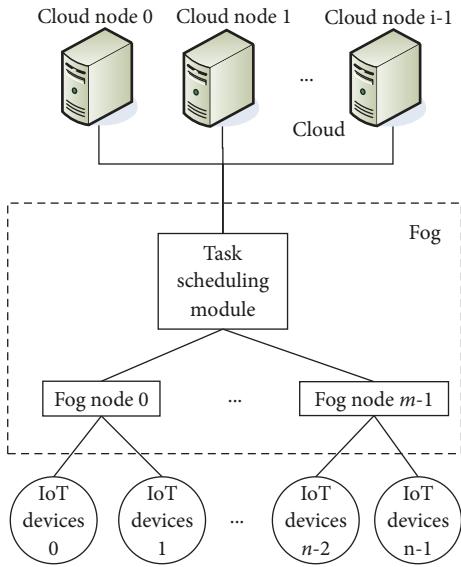 Cloud node 0 Cloud node 1 Cloud node i-1
...
Cloud
Fog
Task
scheduling
module
Fog node 0 ... Fog node m-1
IoT IoT IoT IoT
devices devices ... devices devices
0 1 n-2 n-1